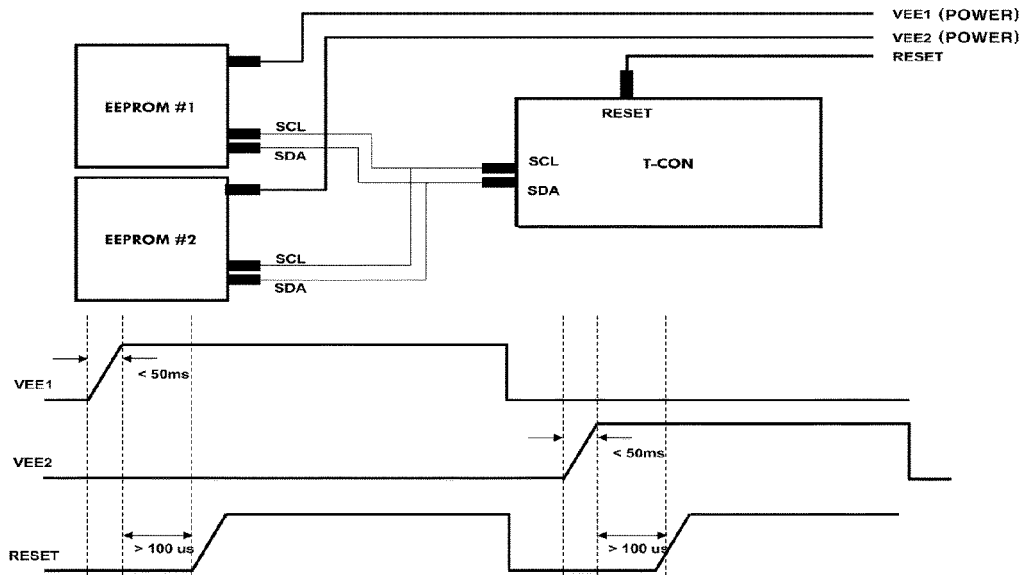 VEE1 (POWER)
VEE2 (POWER)
RESET
EEPROM #1
RESET
SCL
SDA
SCL
T-CON
SDA
EEPROM #2
SCL
SDA
< 50ms
VEE1
< 50ms
VEE2
> 100 us
> 100 us
RESET